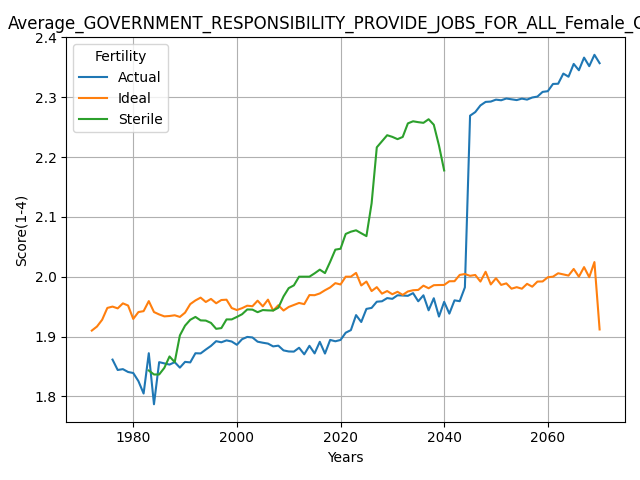 Average_GOVERNMENT_RESPONSIBILITY_PROVIDE_JOBS_FOR_ALL_Female_
Fertility
Actual
Ideal
Sterile
Score(1-4)
2.4
2.3
2.2
2.1
2.0
1.9
1.8
1980 2000 2020 2040 2060
Years